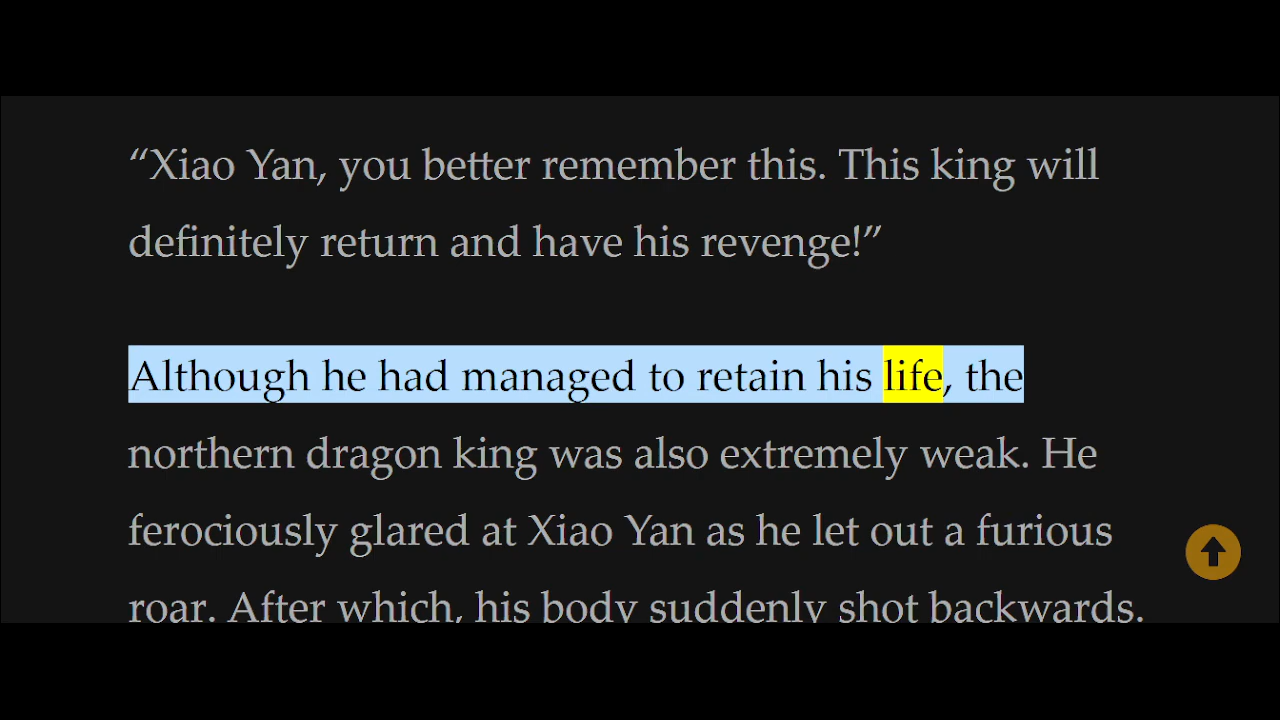 “Xiao Yan, you better remember this. This king will
definitely return and have his revenge!”
Although he had managed to retain his life, the
northern dragon king was also extremely weak. He
ferociously glared at Xiao Yan as he let out a furious
roar. After which, his body suddenly shot backwards.